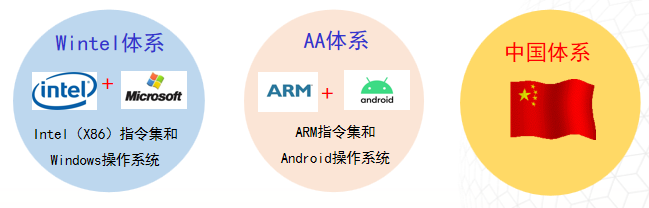 Wintel体系
intel
+
Microsoft
Intel（X86）指令集和
Windows操作系统
AA体系
ARM
+
android
ARM指令集和
Android操作系统
中国体系